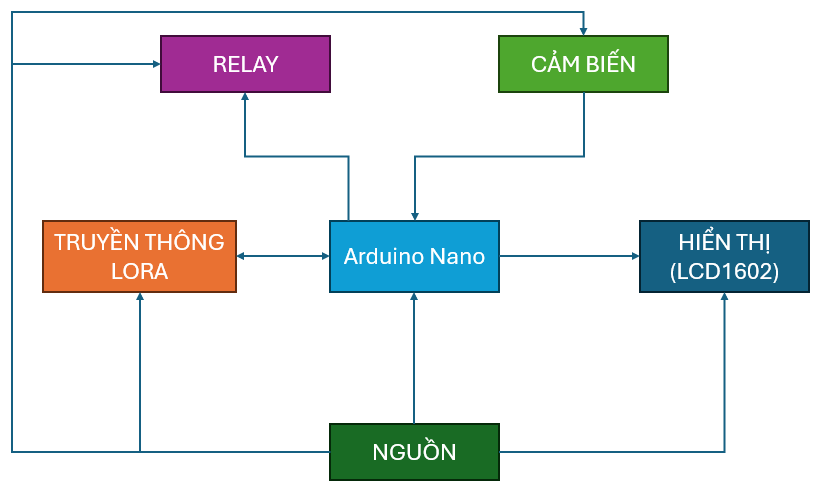 RELAY
CẢM BIẾN
TRUYỀN THÔNG
LORA
Arduino Nano
HIỂN THỊ
(LCD1602)
NGUỒN